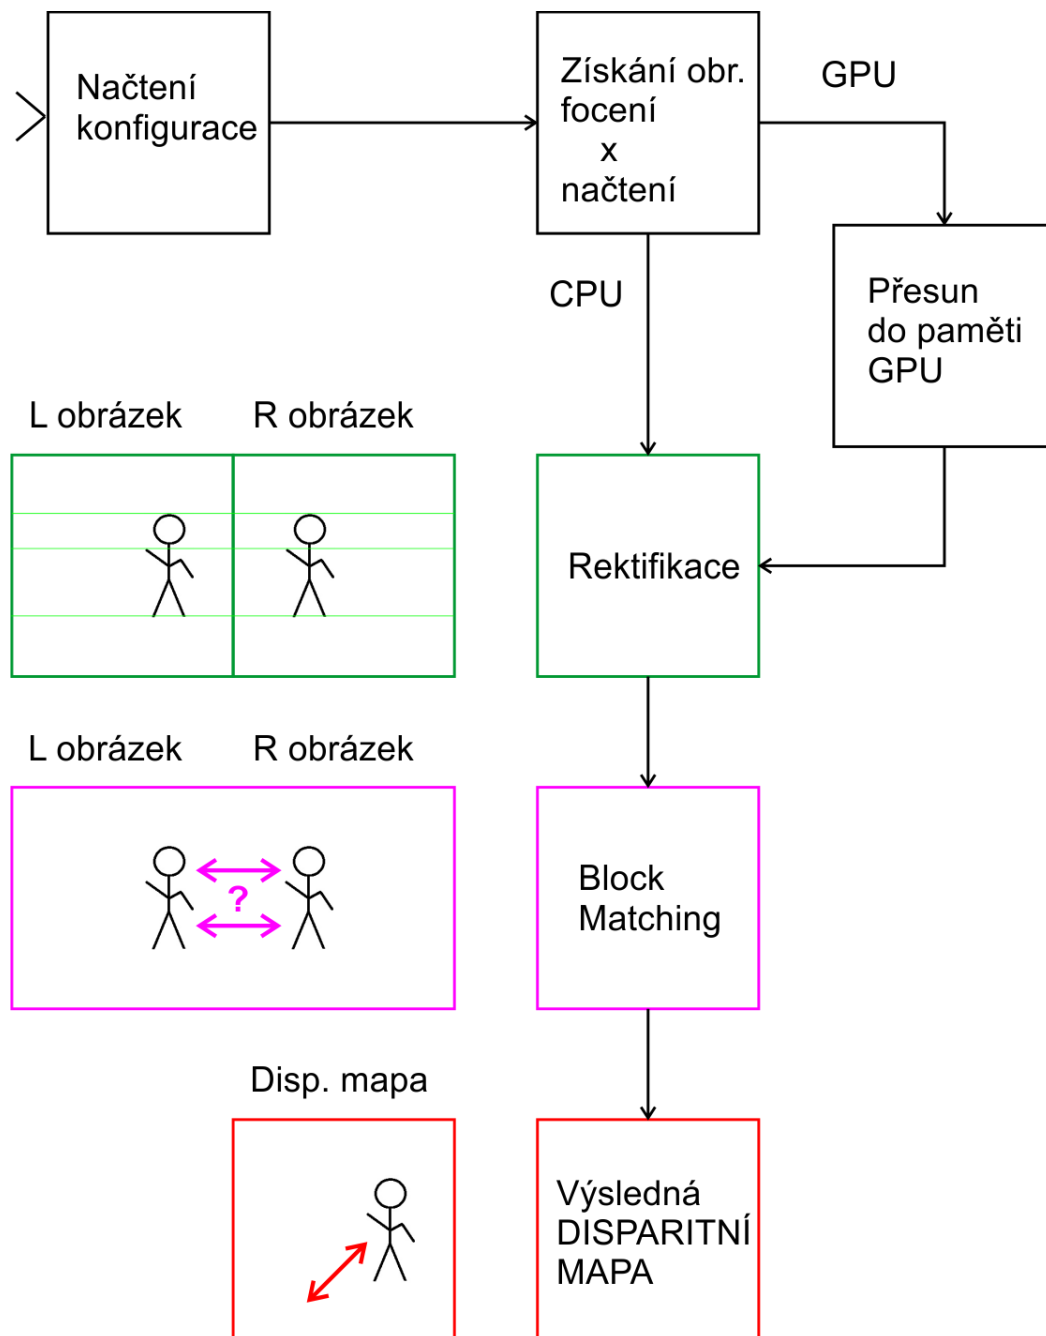 Načtení
konfigurace
Získání obr.
focení
x
načtení
GPU
CPU
Přesun
do paměti
GPU
L obrázek
R obrázek
Rektifikace
L obrázek
R obrázek
?
Block
Matching
Disp. mapa
Výsledná
DISPARITNÍ
MAPA